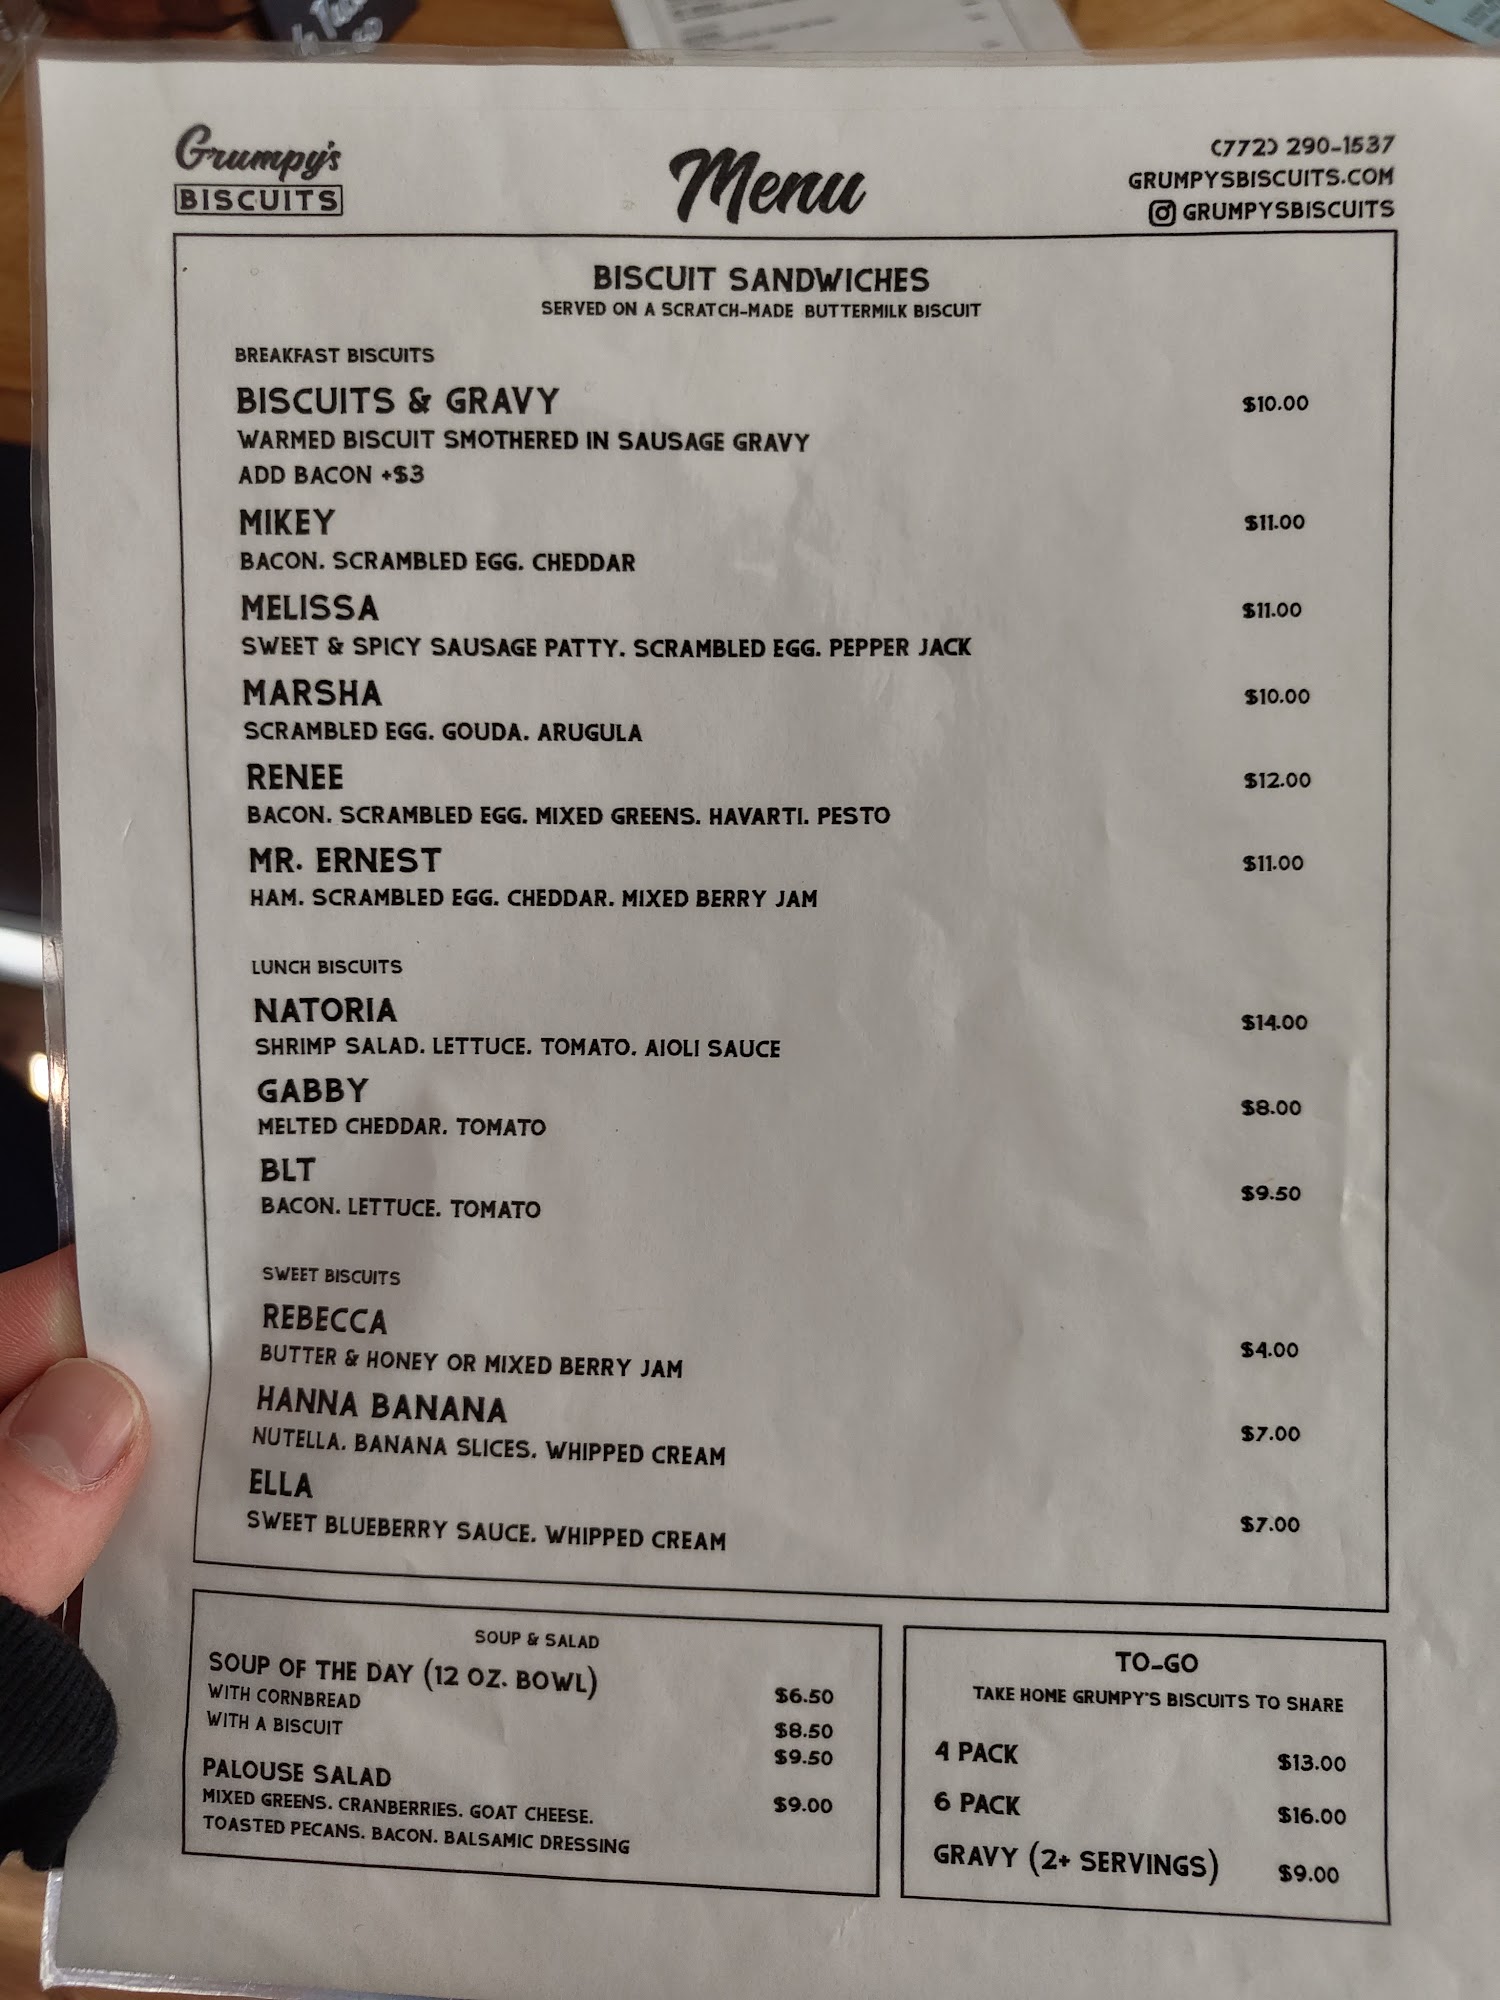 Grumpy's
BISCUITS
Menu
(772) 290-1537
GRUMPYSBISCUITS.COM
GRUMPYSBISCUITS
BISCUIT SANDWICHES
SERVED ON A SCRATCH-MADE BUTTERMILK BISCUIT
BREAKFAST BISCUITS
BISCUITS & GRAVY $10.00
WARMED BISCUIT SMOTHERED IN SAUSAGE GRAVY
ADD BACON +$3
MIKEY $11.00
BACON. SCRAMBLED EGG. CHEDDAR
MELISSA $11.00
SWEET & SPICY SAUSAGE PATTY. SCRAMBLED EGG. PEPPER JACK
MARSHA $10.00
SCRAMBLED EGG. GOUDA. ARUGULA
RENEE $12.00
BACON. SCRAMBLED EGG. MIXED GREENS. HAVARTI. PESTO
MR. ERNEST $11.00
HAM. SCRAMBLED EGG. CHEDDAR. MIXED BERRY JAM
LUNCH BISCUITS
NATORIA $14.00
SHRIMP SALAD. LETTUCE. TOMATO. AIOLI SAUCE
GABBY $8.00
MELTED CHEDDAR. TOMATO
BLT $9.50
BACON. LETTUCE. TOMATO
SWEET BISCUITS
REBECCA $4.00
BUTTER & HONEY OR MIXED BERRY JAM
HANNA BANANA $7.00
NUTELLA. BANANA SLICES. WHIPPED CREAM
ELLA $7.00
SWEET BLUEBERRY SAUCE. WHIPPED CREAM
SOUP & SALAD
SOUP OF THE DAY (12 OZ. BOWL) $6.50
WITH CORNBREAD $8.50
WITH A BISCUIT $9.50
PALOUSE SALAD $9.00
MIXED GREENS. CRANBERRIES. GOAT CHEESE.
TOASTED PECANS. BACON. BALSAMIC DRESSING
TO-GO
TAKE HOME GRUMPY'S BISCUITS TO SHARE
4 PACK $13.00
6 PACK $16.00
GRAVY (2+ SERVINGS) $9.00